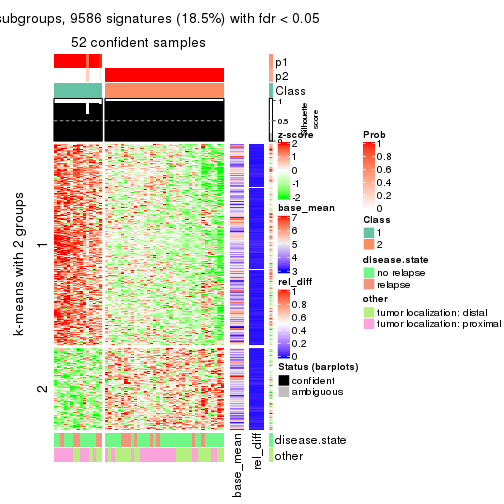 subgroups, 9586 signatures (18.5%) with fdr < 0.05
52 confident samples
p1
p2
Class
1
0.5
0
Silhouette
score
k-means with 2 groups
1
2
z-score
2
1
0
-1
-2
base_mean
7
6
5
4
3
rel_diff
1
0.8
0.6
0.4
0.2
0
Status (barplots)
confident
ambiguous
Prob
1
0.8
0.6
0.4
0.2
0
Class
1
2
disease.state
no relapse
relapse
other
tumor localization: distal
tumor localization: proximal
disease.state
other
base_mean
rel_diff